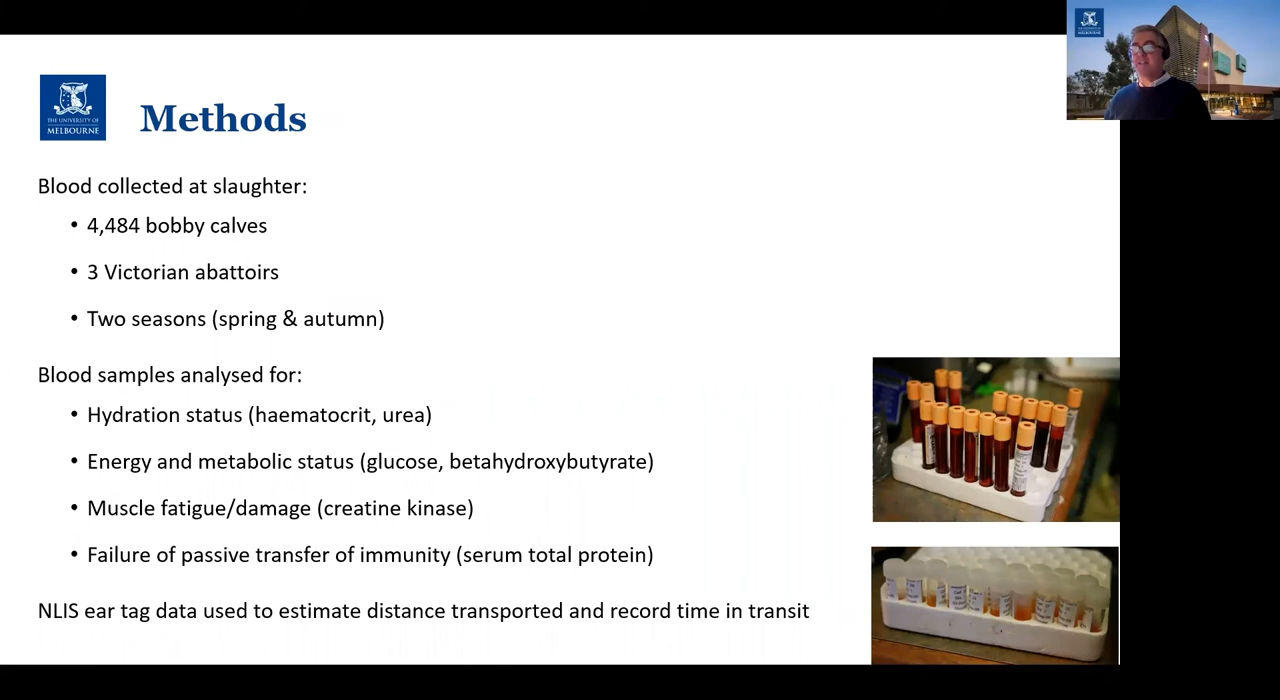 THE UNIVERSITY OF
MELBOURNE
Methods
Blood collected at slaughter:
• 4,484 bobby calves
• 3 Victorian abattoirs
• Two seasons (spring & autumn)
Blood samples analysed for:
• Hydration status (haematocrit, urea)
• Energy and metabolic status (glucose, betahydroxybutyrate)
• Muscle fatigue/damage (creatine kinase)
• Failure of passive transfer of immunity (serum total protein)
NLIS ear tag data used to estimate distance transported and record time in transit
MELBOURNE